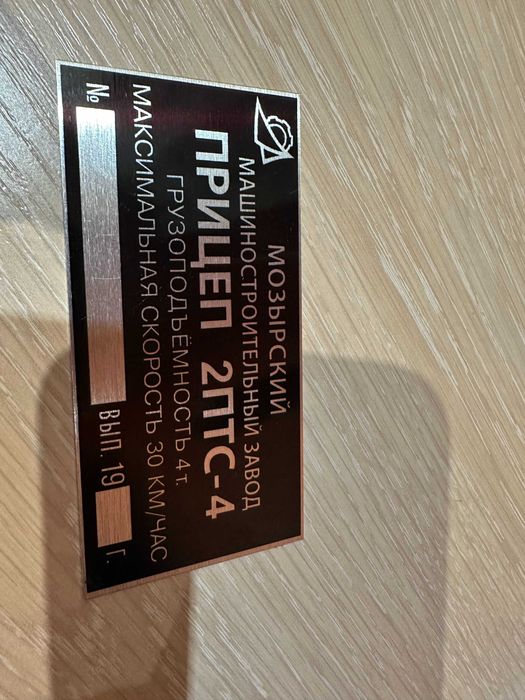 МОЗЫРСКИЙ
МАШИНОСТРОИТЕЛЬНЫЙ ЗАВОД
ПРИЦЕП 2ПТС-4
ГРУЗОПОДЪЁМНОСТЬ 4 т.
МАКСИМАЛЬНАЯ СКОРОСТЬ 30 КМ/ЧАС
№ ВЫП. 19 Г.